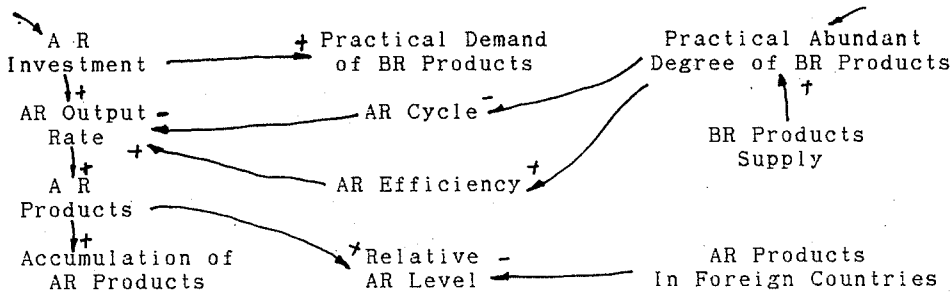 A R
Investment
+ Practical Demand
of BR Products
Practical Abundant
Degree of BR Products
+
+
AR Output -
Rate
+
AR Cycle -
BR Products
Supply
+
A R
Products
AR Efficiency +
+
Accumulation of
AR Products
+ Relative -
AR Level
AR Products
In Foreign Countries